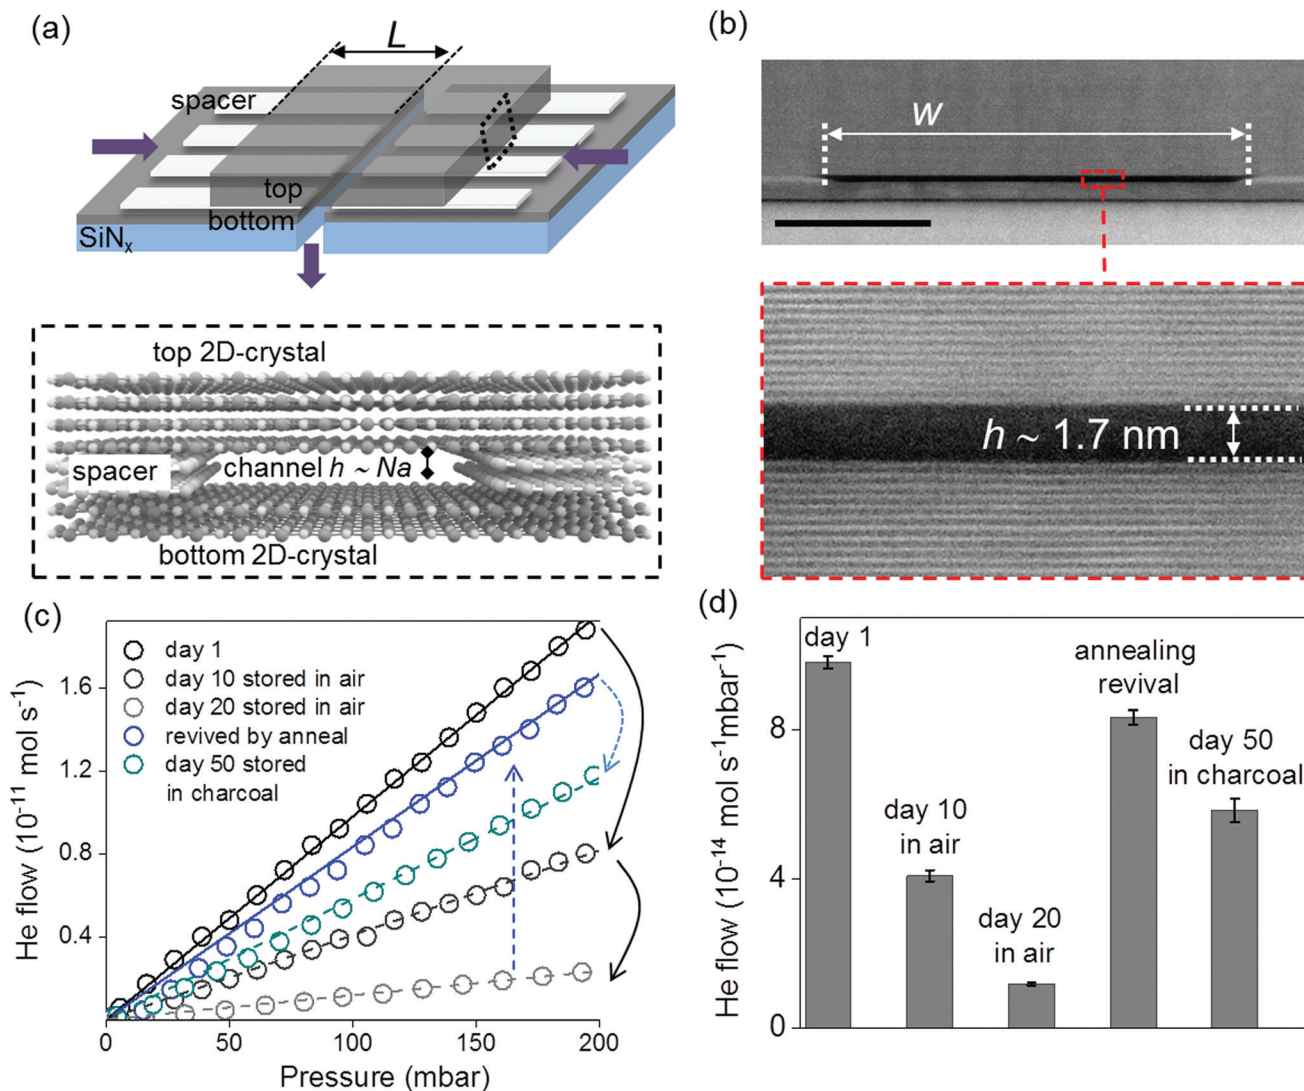 (a)
L
spacer
top
bottom
SiNₓ
top 2D-crystal
spacer
channel h ~ Na
bottom 2D-crystal
(b)
w
h ~ 1.7 nm
(c)
He flow (10⁻¹¹ mol s⁻¹)
1.6
1.2
0.8
0.4
day 1
day 10 stored in air
day 20 stored in air
revived by anneal
day 50 stored
in charcoal
0 50 100 150 200
Pressure (mbar)
(d)
He flow (10⁻¹⁴ mol s⁻¹mbar⁻¹)
8
4
0
day 1
day 10
in air
day 20
in air
annealing
revival
day 50
in charcoal